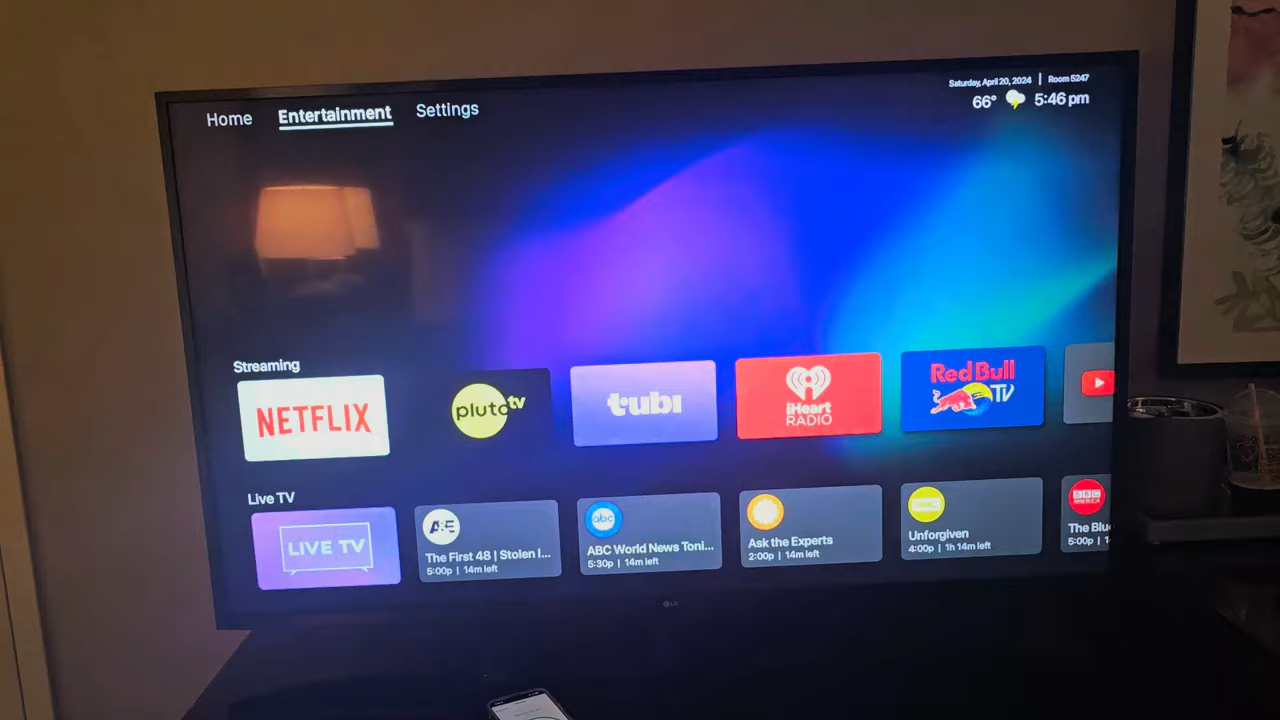 Saturday, April 20, 2024 | Room 5247
Home Entertainment Settings
66° 5:46 pm
Streaming
NETFLIX
pluto tv
tubi
iHeart
RADIO
Red Bull
TV
Live TV
LIVE TV
A&E
The First 48 | Stolen I...
5:00p | 14m left
abc
ABC World News Toni...
5:30p | 14m left
Ask the Experts
2:00p | 14m left
Unforgiven
4:00p | 1h 14m left
BBC
AMERICA
The Blu
5:00p | 1
LG